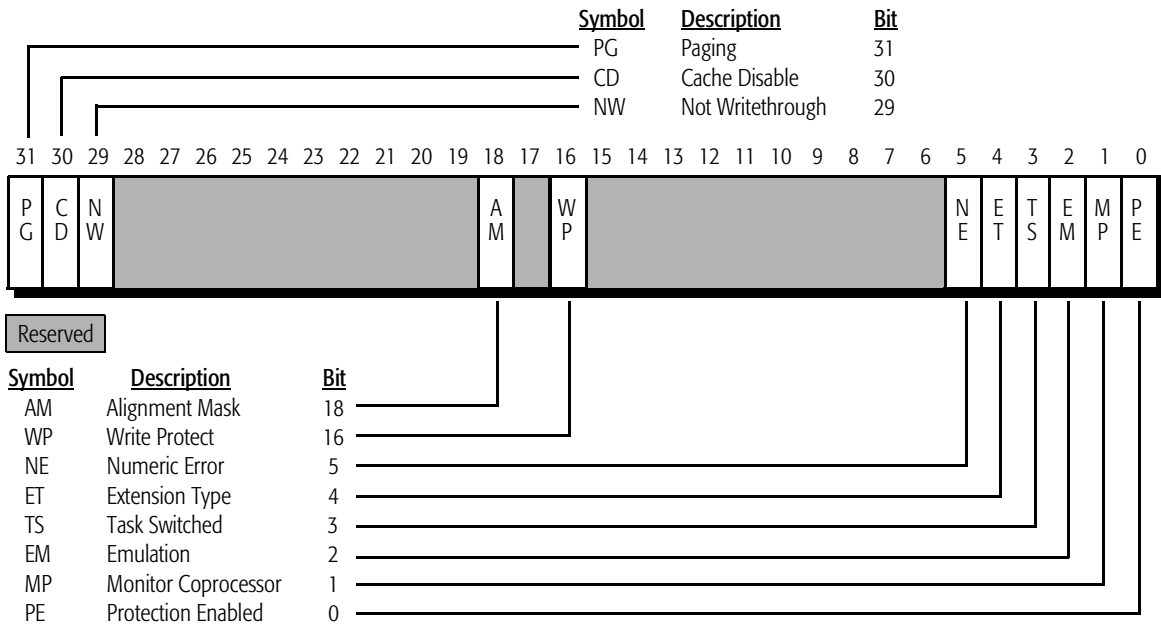 Symbol Description Bit
PG Paging 31
CD Cache Disable 30
NW Not Writethrough 29
31 30 29 28 27 26 25 24 23 22 21 20 19 18 17 16 15 14 13 12 11 10 9 8 7 6 5 4 3 2 1 0
P C N A W N E T E M P
G D W M P E T S M P E
Reserved
Symbol Description Bit
AM Alignment Mask 18
WP Write Protect 16
NE Numeric Error 5
ET Extension Type 4
TS Task Switched 3
EM Emulation 2
MP Monitor Coprocessor 1
PE Protection Enabled 0